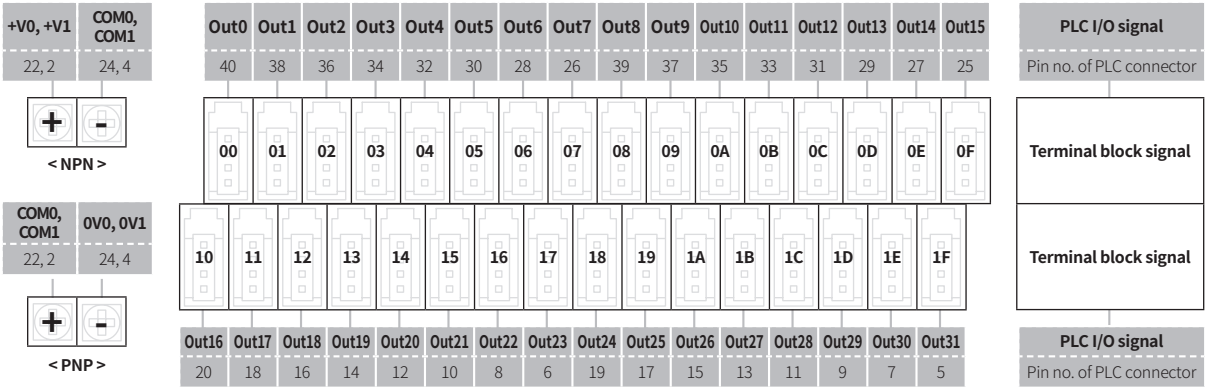 +V0, +V1 COM0, COM1 Out0 Out1 Out2 Out3 Out4 Out5 Out6 Out7 Out8 Out9 Out10 Out11 Out12 Out13 Out14 Out15 PLC I/O signal
22, 2 24, 4 40 38 36 34 32 30 28 26 39 37 35 33 31 29 27 25 Pin no. of PLC connector
+ -
00 01 02 03 04 05 06 07 08 09 0A 0B 0C 0D 0E 0F Terminal block signal
< NPN >
COM0, COM1 0V0, 0V1
22, 2 24, 4
10 11 12 13 14 15 16 17 18 19 1A 1B 1C 1D 1E 1F Terminal block signal
+ -
Out16 Out17 Out18 Out19 Out20 Out21 Out22 Out23 Out24 Out25 Out26 Out27 Out28 Out29 Out30 Out31 PLC I/O signal
< PNP >
20 18 16 14 12 10 8 6 19 17 15 13 11 9 7 5 Pin no. of PLC connector